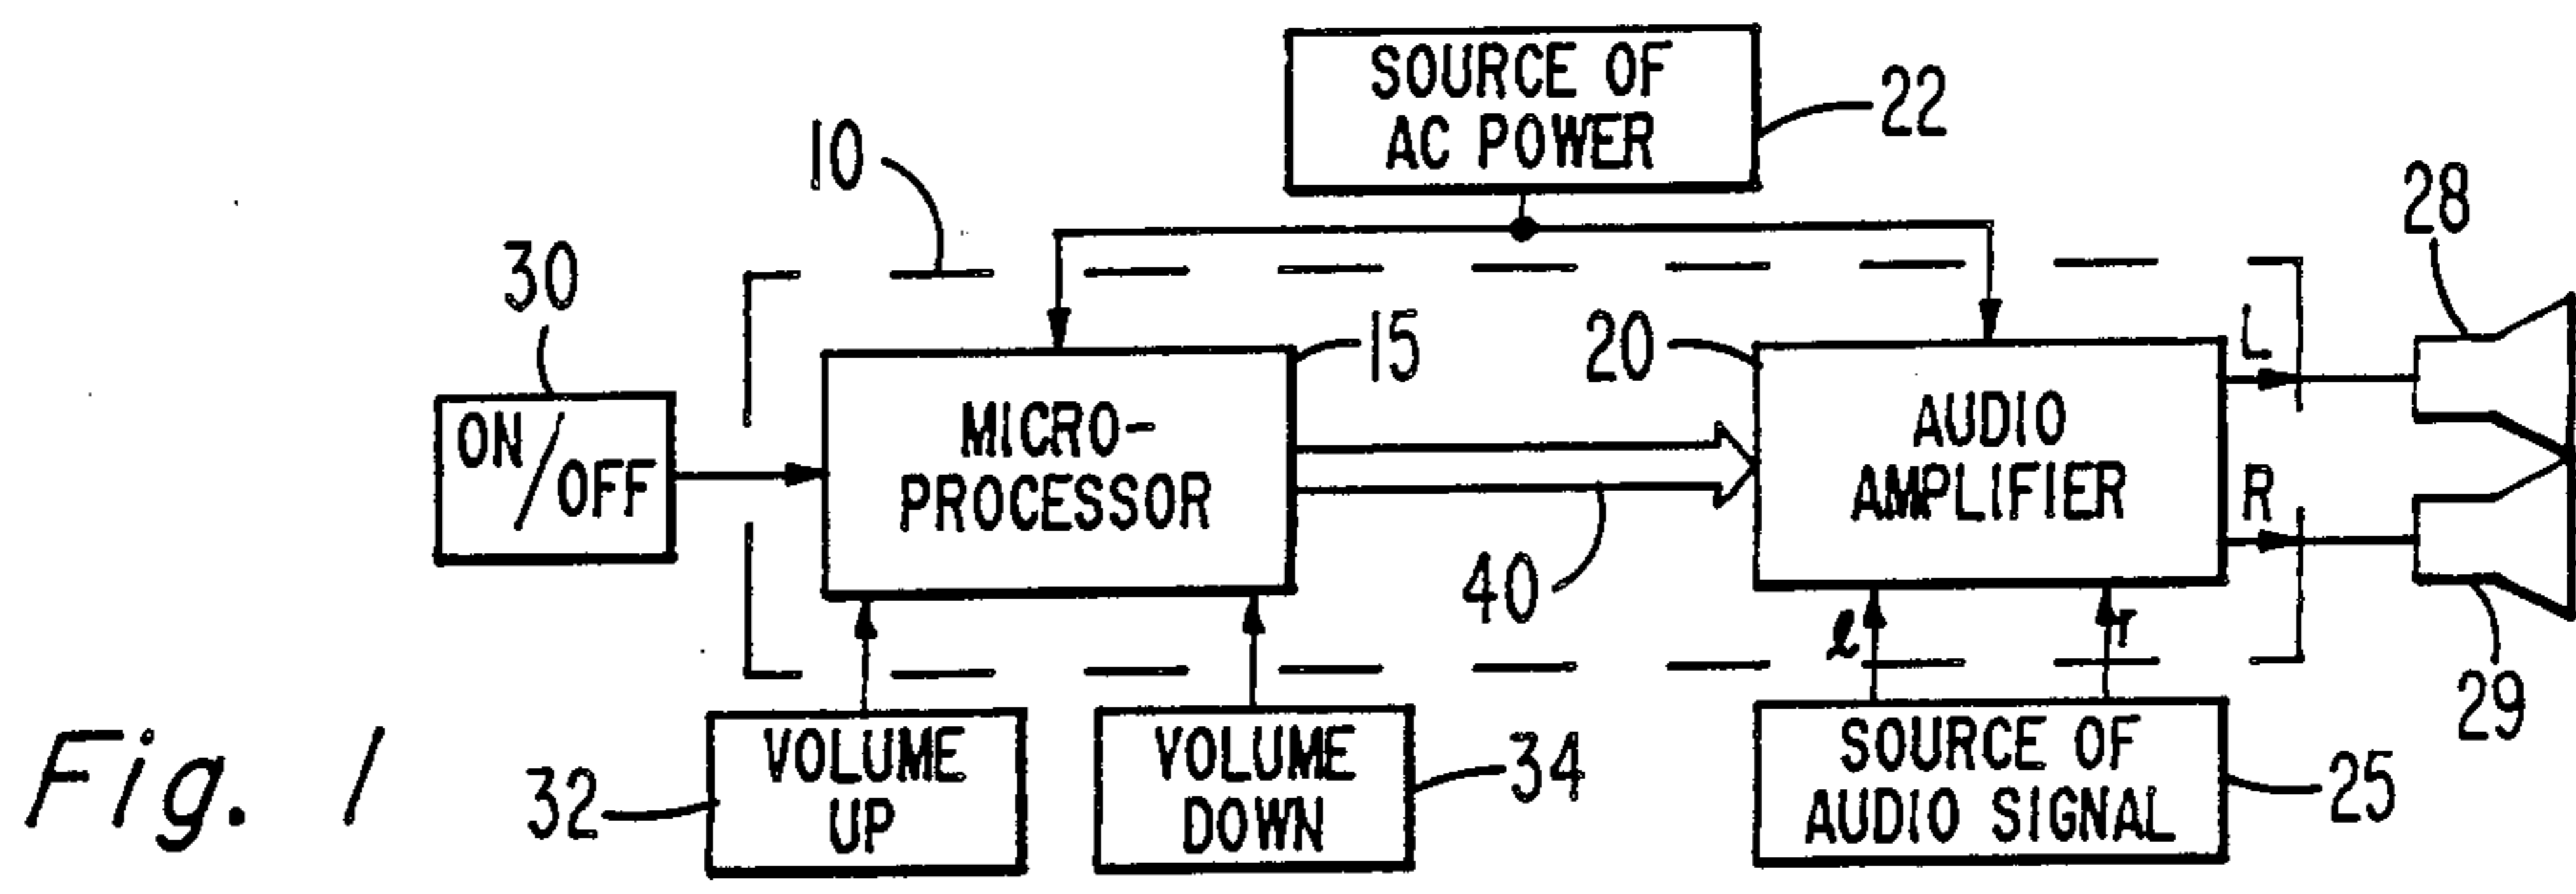 SOURCE OF
AC POWER
22
10
28
30
15
20
L
ON/OFF
MICRO-
PROCESSOR
AUDIO
AMPLIFIER
R
40
l
r
29
VOLUME
UP
32
VOLUME
DOWN
34
SOURCE OF
AUDIO SIGNAL
25
Fig. 1